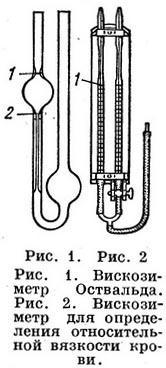 1
2
1
Рис. 1. Рис. 2
Рис. 1. Вискози-
метр Оствальда.
Рис. 2. Вискози-
метр для опреде-
ления относитель-
ной вязкости кро-
ви.